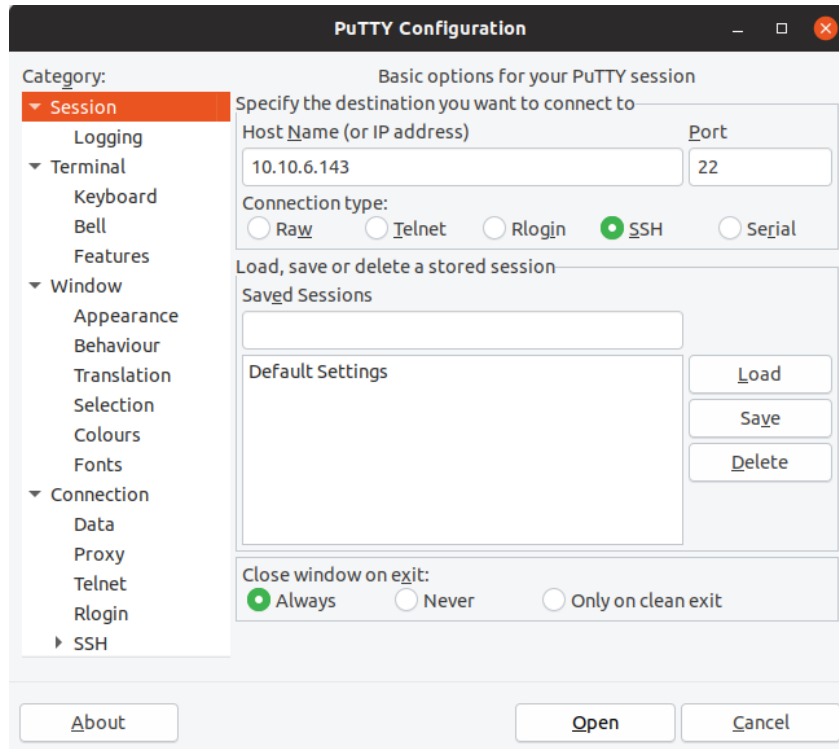 PuTTY Configuration
Category:
Session
Logging
Terminal
Keyboard
Bell
Features
Window
Appearance
Behaviour
Translation
Selection
Colours
Fonts
Connection
Data
Proxy
Telnet
Rlogin
SSH
Basic options for your PuTTY session
Specify the destination you want to connect to
Host Name (or IP address) Port
10.10.6.143 22
Connection type:
Raw Telnet Rlogin SSH Serial
Load, save or delete a stored session
Saved Sessions
Default Settings
Load
Save
Delete
Close window on exit:
Always Never Only on clean exit
About Open Cancel